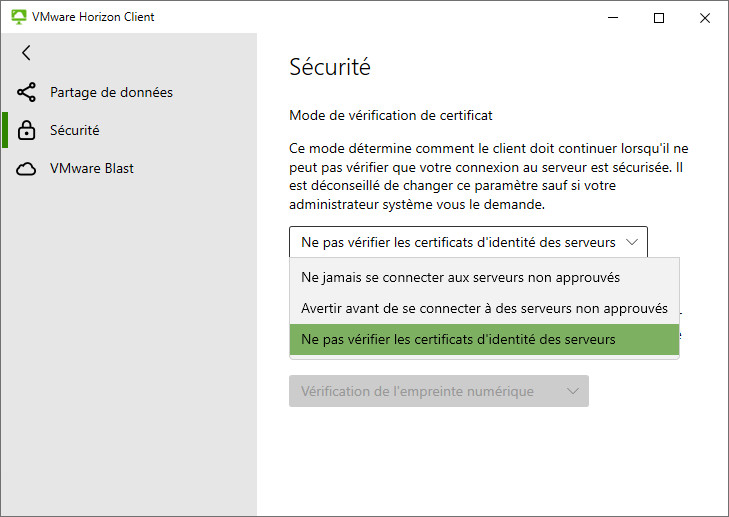 VMware Horizon Client
Partage de données
Sécurité
VMware Blast
Sécurité
Mode de vérification de certificat
Ce mode détermine comment le client doit continuer lorsqu'il ne
peut pas vérifier que votre connexion au serveur est sécurisée. Il
est déconseillé de changer ce paramètre sauf si votre
administrateur système vous le demande.
Ne pas vérifier les certificats d'identité des serveurs
Ne jamais se connecter aux serveurs non approuvés
Avertir avant de se connecter à des serveurs non approuvés
Ne pas vérifier les certificats d'identité des serveurs
Vérification de l'empreinte numérique